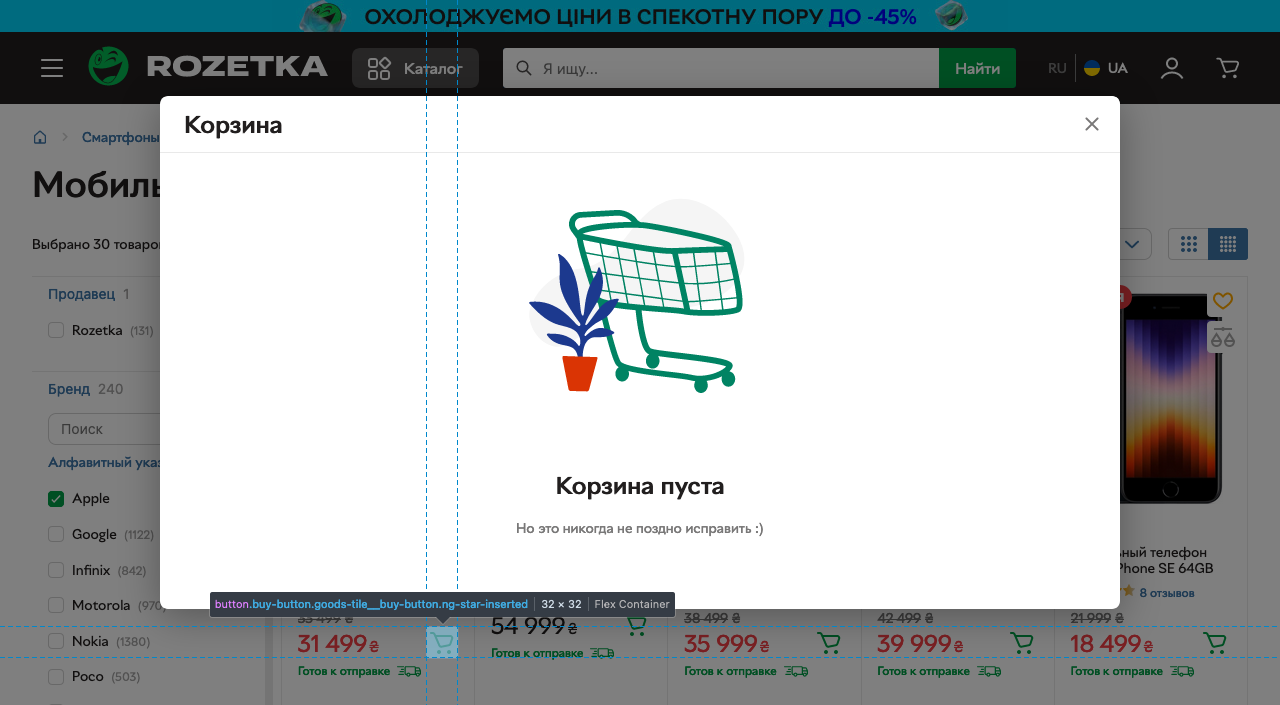 ОХОЛОДЖУЄМО ЦІНИ В СПЕКОТНУ ПОРУ ДО -45%
ROZETKA
Каталог
Я ищу...
Найти
RU
UA
Корзина
Смартфоны
Мобиль
Выбрано 30 товаро
Продавец 1
Rozetka (131)
Бренд 240
Поиск
Алфавитный указ
Apple
Google (1122)
Infinix (842)
Motorola (970)
Nokia (1380)
Poco (503)
Корзина пуста
Но это никогда не поздно исправить :)
ьный телефон
Phone SE 64GB
8 отзывов
button.buy-button.goods-tile__buy-button.ng-star-inserted
32 × 32
Flex Container
33 499 ₴
31 499 ₴
Готов к отправке
54 999 ₴
Готов к отправке
38 499 ₴
35 999 ₴
Готов к отправке
42 499 ₴
39 999 ₴
Готов к отправке
21 999 ₴
18 499 ₴
Готов к отправке